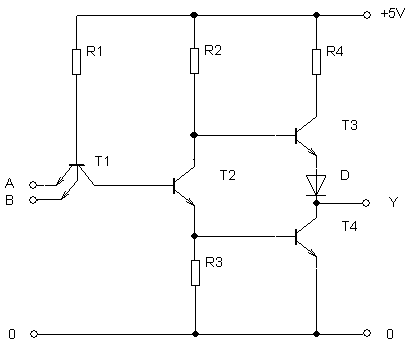 +5V
R1 R2 R4
T3
T1
A T2 D
B Y
T4
R3
0 0